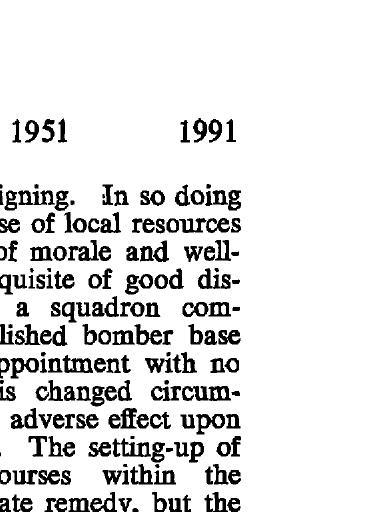 1951 1991
igning. In so doing
se of local resources
of morale and well-
quisite of good dis-
a squadron com-
lished bomber base
ppointment with no
is changed circum-
adverse effect upon
. The setting-up of
ourses within the
ate remedy, but the